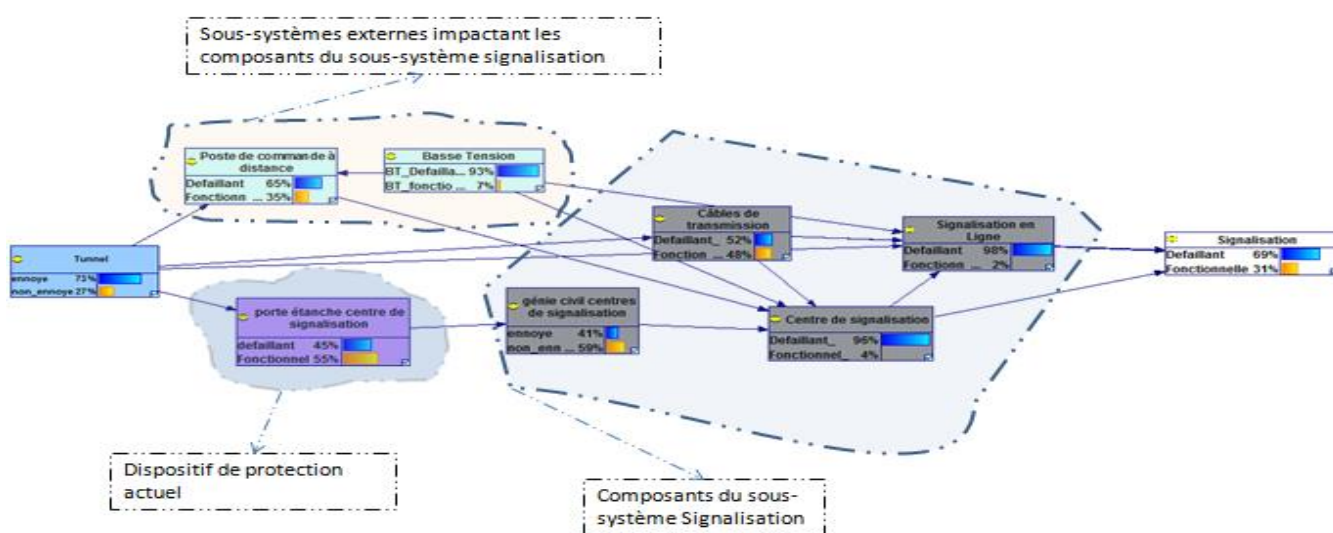 Sous-systèmes externes impactant les
composants du sous-système signalisation
Poste de commande à
distance
Defaillant 65%
Fonctionn ... 35%
Basse Tension
BT_Defailla... 93%
BT_fonctio ... 7%
Câbles de
transmission
Defaillant_ 52%
Fonction ... 48%
Signalisation en
Ligne
Defaillant 98%
Fonctionn ... 2%
Signalisation
Defaillant 69%
Fonctionnelle 31%
Tunnel
ennoye 73%
non_ennoye 27%
porte étanche centre de
signalisation
defaillant 45%
Fonctionnel 55%
génie civil centres
de signalisation
ennoye 41%
non_enn ... 59%
Centre de signalisation
Defaillant_ 96%
Fonctionnel_ 4%
Dispositif de protection
actuel
Composants du sous-
système Signalisation